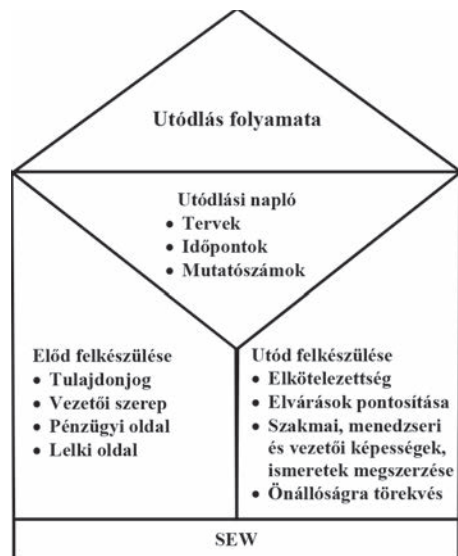 Utódlás folyamata
Utódlási napló
• Tervek
• Időpontok
• Mutatószámok
Előd felkészülése
• Tulajdonjog
• Vezetői szerep
• Pénzügyi oldal
• Lelki oldal
Utód felkészülése
• Elkötelezettség
• Elvárások pontosítása
• Szakmai, menedzseri
és vezetői képességek,
ismeretek megszerzése
• Önállóságra törekvés
SEW